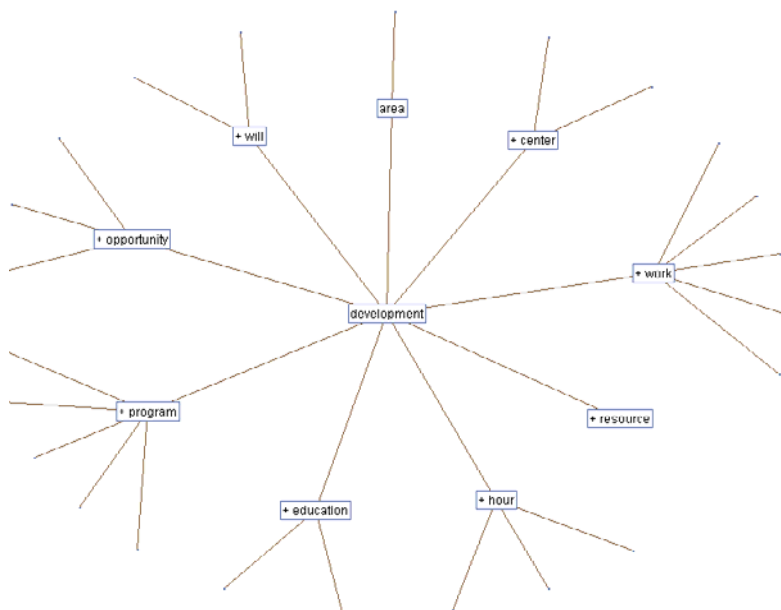 area
+ will
+ center
+ opportunity
+ work
development
+ program
+ resource
+ hour
+ education